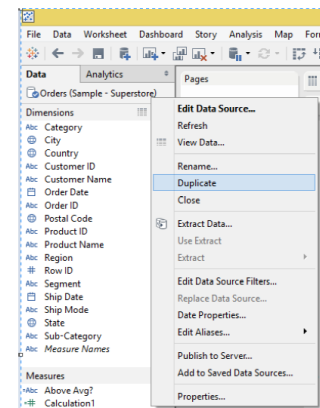 File Data Worksheet Dashboard Story Analysis Map
Data Analytics Pages
Orders (Sample - Superstore)
Dimensions
Abc Category
City
Country
Abc Customer ID
Abc Customer Name
Order Date
Abc Order ID
Postal Code
Abc Product ID
Abc Product Name
Abc Region
# Row ID
Abc Segment
Ship Date
Abc Ship Mode
State
Abc Sub-Category
Abc Measure Names
Measures
=Abc Above Avg?
=# Calculation1
Edit Data Source...
Refresh
View Data...
Rename...
Duplicate
Close
Extract Data...
Use Extract
Extract
Edit Data Source Filters...
Replace Data Source...
Date Properties...
Edit Aliases...
Publish to Server...
Add to Saved Data Sources...
Properties...